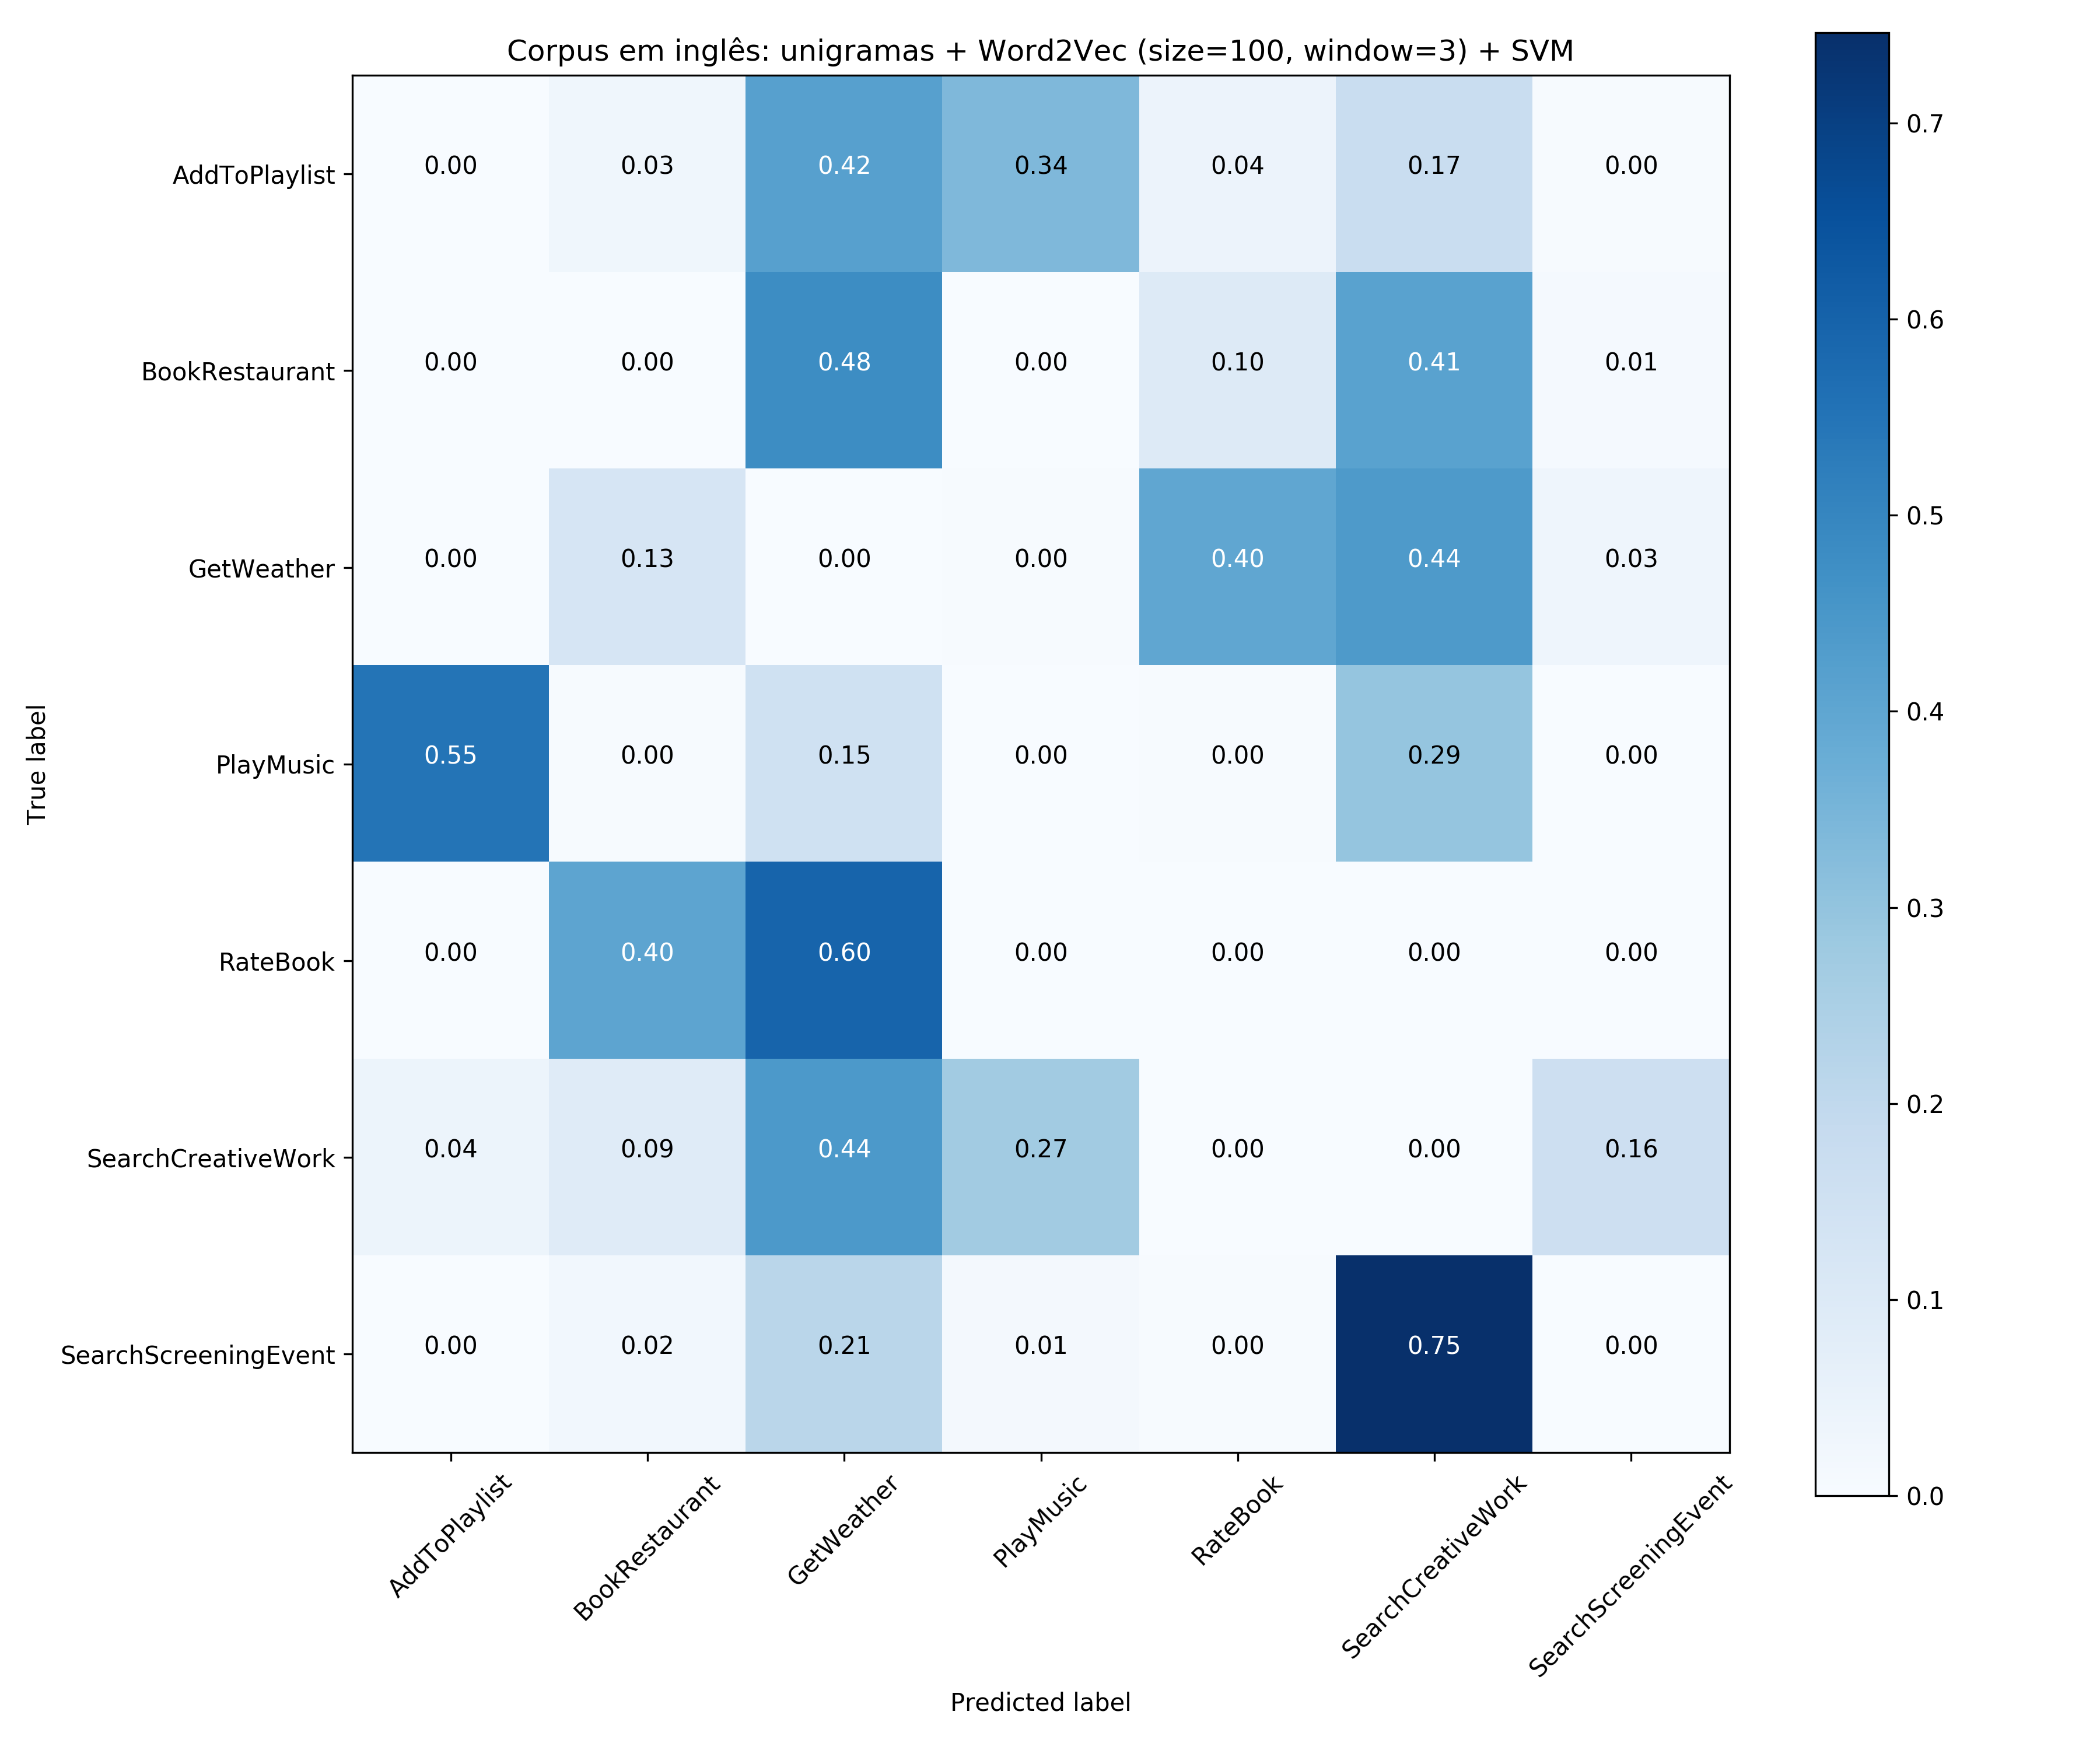 Corpus em inglês: unigramas + Word2Vec (size=100, window=3) + SVM
True label
AddToPlaylist 0.00 0.03 0.42 0.34 0.04 0.17 0.00
BookRestaurant 0.00 0.00 0.48 0.00 0.10 0.41 0.01
GetWeather 0.00 0.13 0.00 0.00 0.40 0.44 0.03
PlayMusic 0.55 0.00 0.15 0.00 0.00 0.29 0.00
RateBook 0.00 0.40 0.60 0.00 0.00 0.00 0.00
SearchCreativeWork 0.04 0.09 0.44 0.27 0.00 0.00 0.16
SearchScreeningEvent 0.00 0.02 0.21 0.01 0.00 0.75 0.00
AddToPlaylist
BookRestaurant
GetWeather
PlayMusic
RateBook
SearchCreativeWork
SearchScreeningEvent
Predicted label
0.7
0.6
0.5
0.4
0.3
0.2
0.1
0.0